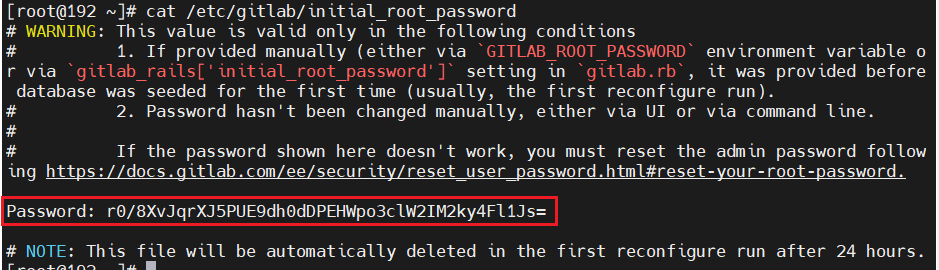 [root@192 ~]# cat /etc/gitlab/initial_root_password
# WARNING: This value is valid only in the following conditions
#          1. If provided manually (either via `GITLAB_ROOT_PASSWORD` environment variable o
r via `gitlab_rails['initial_root_password']` setting in `gitlab.rb`, it was provided before
 database was seeded for the first time (usually, the first reconfigure run).
#          2. Password hasn't been changed manually, either via UI or via command line.
#
#          If the password shown here doesn't work, you must reset the admin password follow
ing https://docs.gitlab.com/ee/security/reset_user_password.html#reset-your-root-password.
Password: r0/8XvJqrXJ5PUE9dh0dDPEHWpo3clW2IM2ky4Fl1Js=
# NOTE: This file will be automatically deleted in the first reconfigure run after 24 hours.
[root@192 ~]#